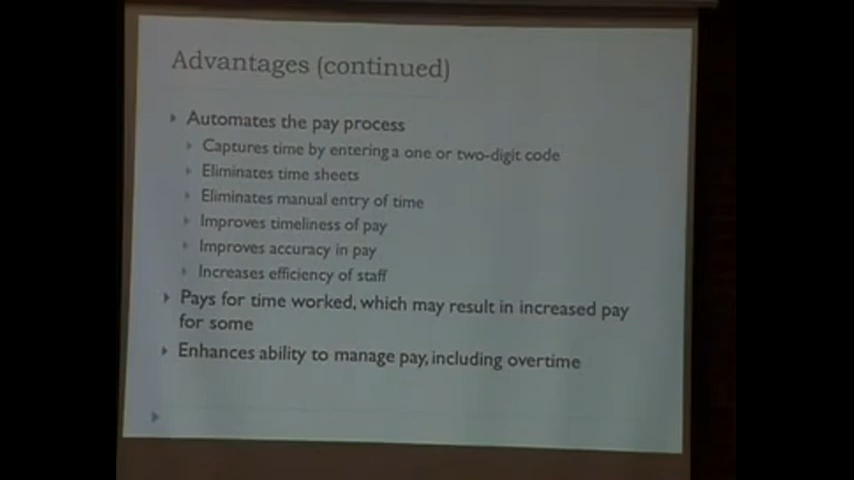 Advantages (continued)
Automates the pay process
Captures time by entering a one or two-digit code
Eliminates time sheets
Eliminates manual entry of time
Improves timeliness of pay
Improves accuracy in pay
Increases efficiency of staff
Pays for time worked, which may result in increased pay
for some
Enhances ability to manage pay, including overtime